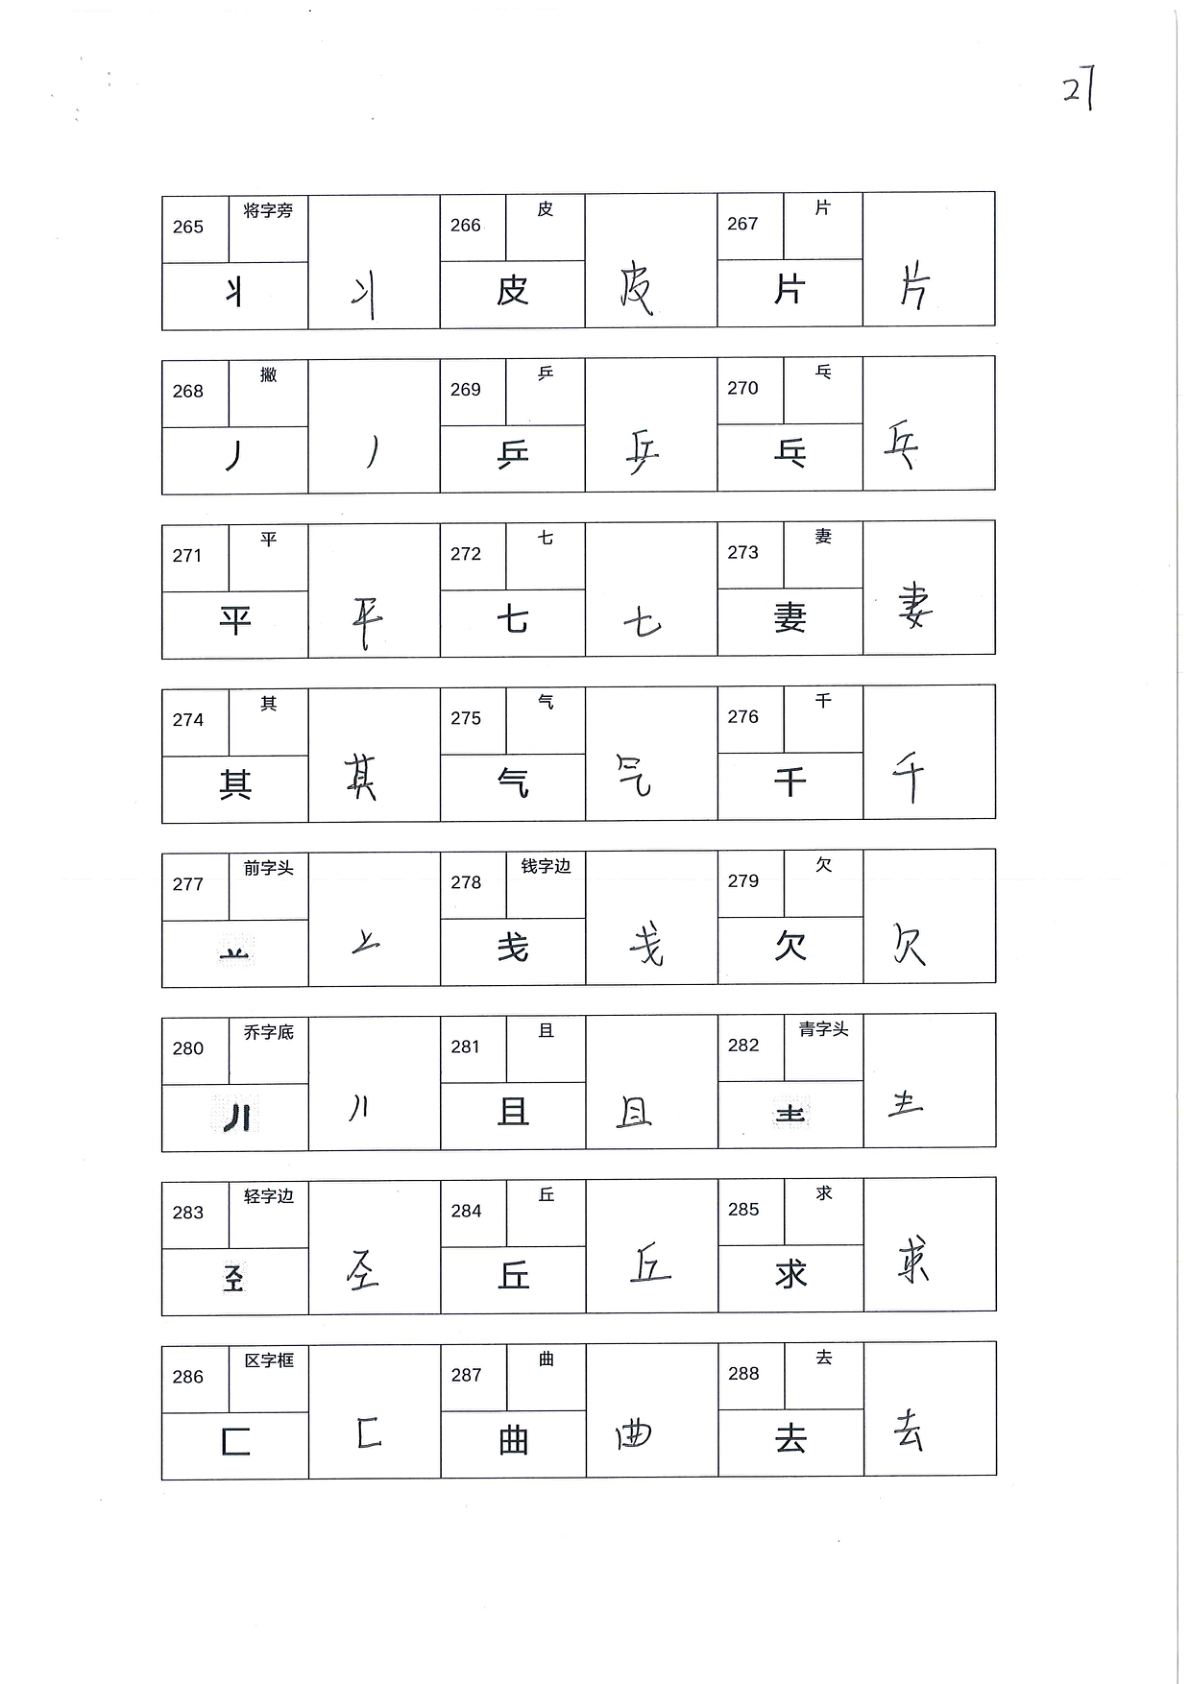 27
265 将字旁 266 皮 267 片
丬 丬 皮 皮 片 片
268 撇 269 乒 270 乓
丿 丿 乒 乒 乓 乓
271 平 272 七 273 妻
平 平 七 七 妻 妻
274 其 275 气 276 千
其 其 气 气 千 千
277 前字头 278 钱字边 279 欠
䒑 䒑 戋 戋 欠 欠
280 乔字底 281 且 282 青字头
丿丨 丿丨 且 且 龶 龶
283 轻字边 284 丘 285 求
𢀖 𢀖 丘 丘 求 求
286 区字框 287 曲 288 去
匚 匚 曲 曲 去 去